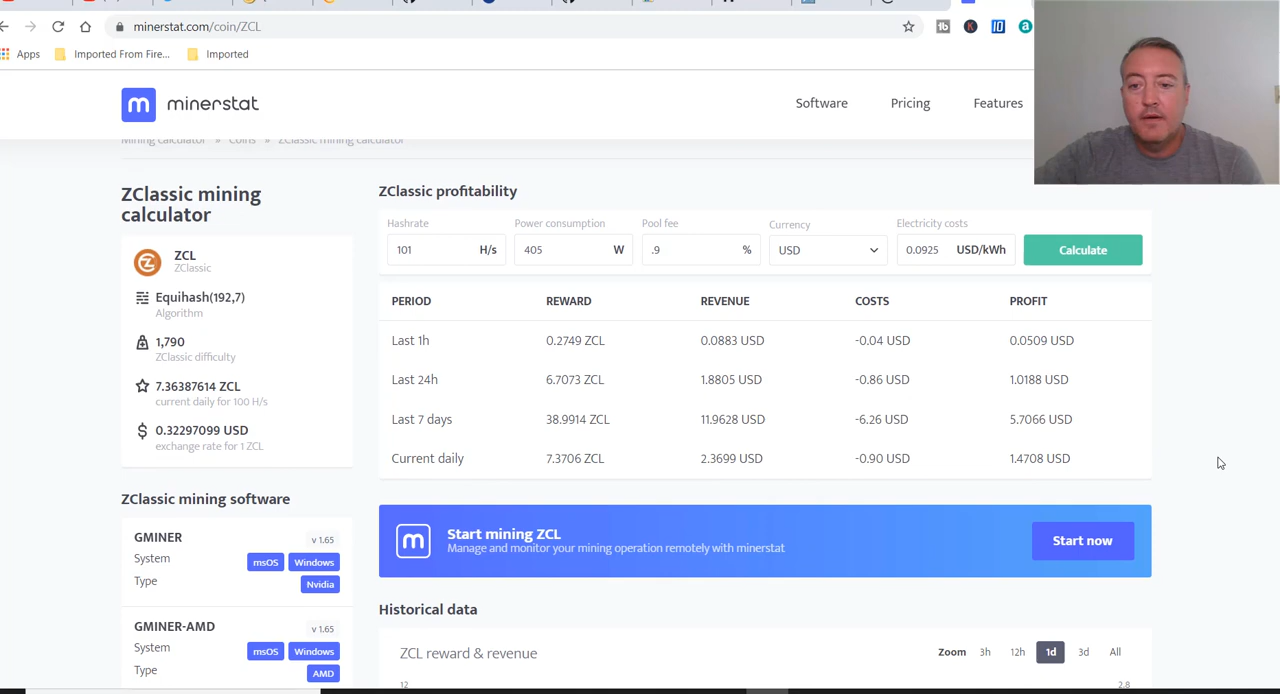 minerstat.com/coin/ZCL
Apps Imported From Fire... Imported
minerstat Software Pricing Features
Mining Calculator » Coins » ZClassic mining calculator
ZClassic mining
calculator
ZCL
ZClassic
Equihash(192,7)
Algorithm
1,790
ZClassic difficulty
7.36387614 ZCL
current daily for 100 H/s
0.32297099 USD
exchange rate for 1 ZCL
ZClassic mining software
GMINER v 1.65
System msOS Windows
Type Nvidia
GMINER-AMD v 1.65
System msOS Windows
Type AMD
ZClassic profitability
Hashrate Power consumption Pool fee Currency Electricity costs
101 H/s 405 W .9 % USD 0.0925 USD/kWh Calculate
PERIOD REWARD REVENUE COSTS PROFIT
Last 1h 0.2749 ZCL 0.0883 USD -0.04 USD 0.0509 USD
Last 24h 6.7073 ZCL 1.8805 USD -0.86 USD 1.0188 USD
Last 7 days 38.9914 ZCL 11.9628 USD -6.26 USD 5.7066 USD
Current daily 7.3706 ZCL 2.3699 USD -0.90 USD 1.4708 USD
Start mining ZCL
Manage and monitor your mining operation remotely with minerstat
Start now
Historical data
ZCL reward & revenue Zoom 3h 12h 1d 3d All
12 2.8